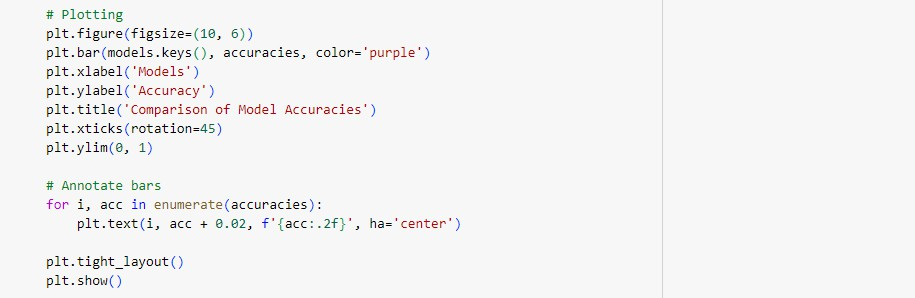 # Plotting
plt.figure(figsize=(10, 6))
plt.bar(models.keys(), accuracies, color='purple')
plt.xlabel('Models')
plt.ylabel('Accuracy')
plt.title('Comparison of Model Accuracies')
plt.xticks(rotation=45)
plt.ylim(0, 1)

# Annotate bars
for i, acc in enumerate(accuracies):
    plt.text(i, acc + 0.02, f'{acc:.2f}', ha='center')

plt.tight_layout()
plt.show()